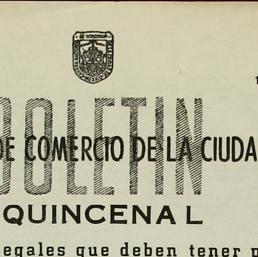 BOLETIN
DE COMERCIO DE LA CIUDA
QUINCENAL
egales que deben tener p